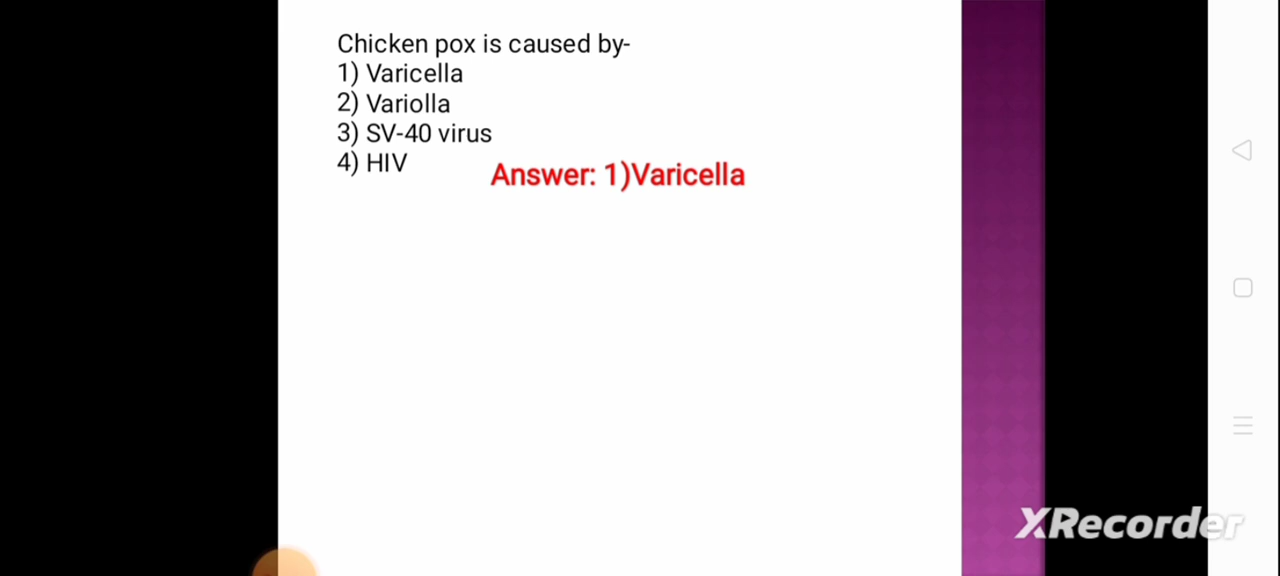 Chicken pox is caused by-
1) Varicella
2) Variolla
3) SV-40 virus
4) HIV
Answer: 1)Varicella
XRecorder